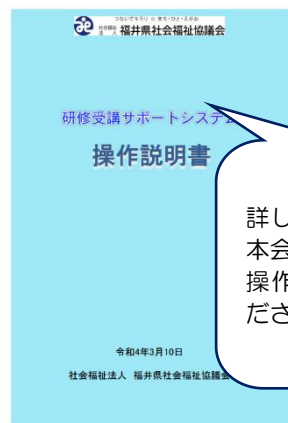 つないでキラリ ☆ まち・ひと・えがお
社会福祉法人 福井県社会福祉協議会
研修受講サポートシステム
操作説明書
詳し
本会
操作
ださ
令和4年3月10日
社会福祉法人 福井県社会福祉協議会